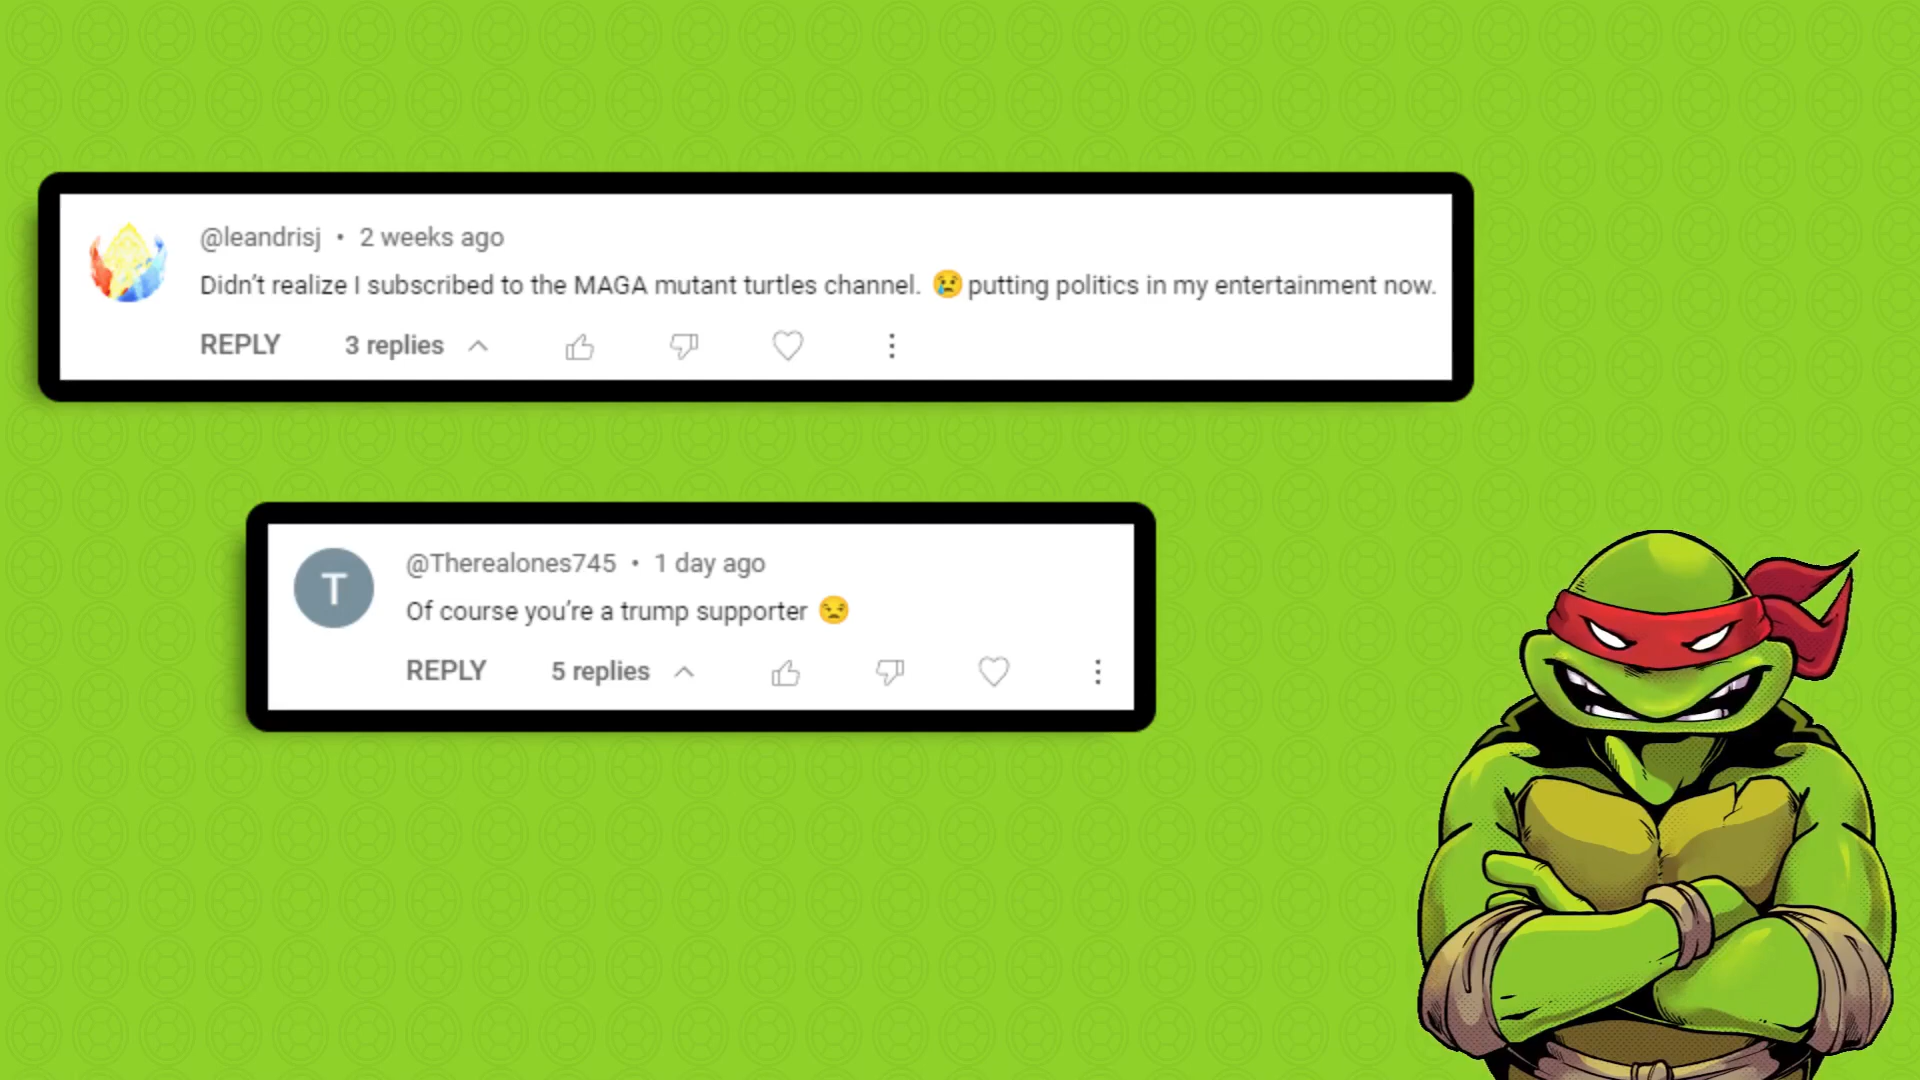 @leandrisj • 2 weeks ago
Didn’t realize I subscribed to the MAGA mutant turtles channel. 😢 putting politics in my entertainment now.
REPLY 3 replies
T
@Therealones745 • 1 day ago
Of course you’re a trump supporter 😒
REPLY 5 replies